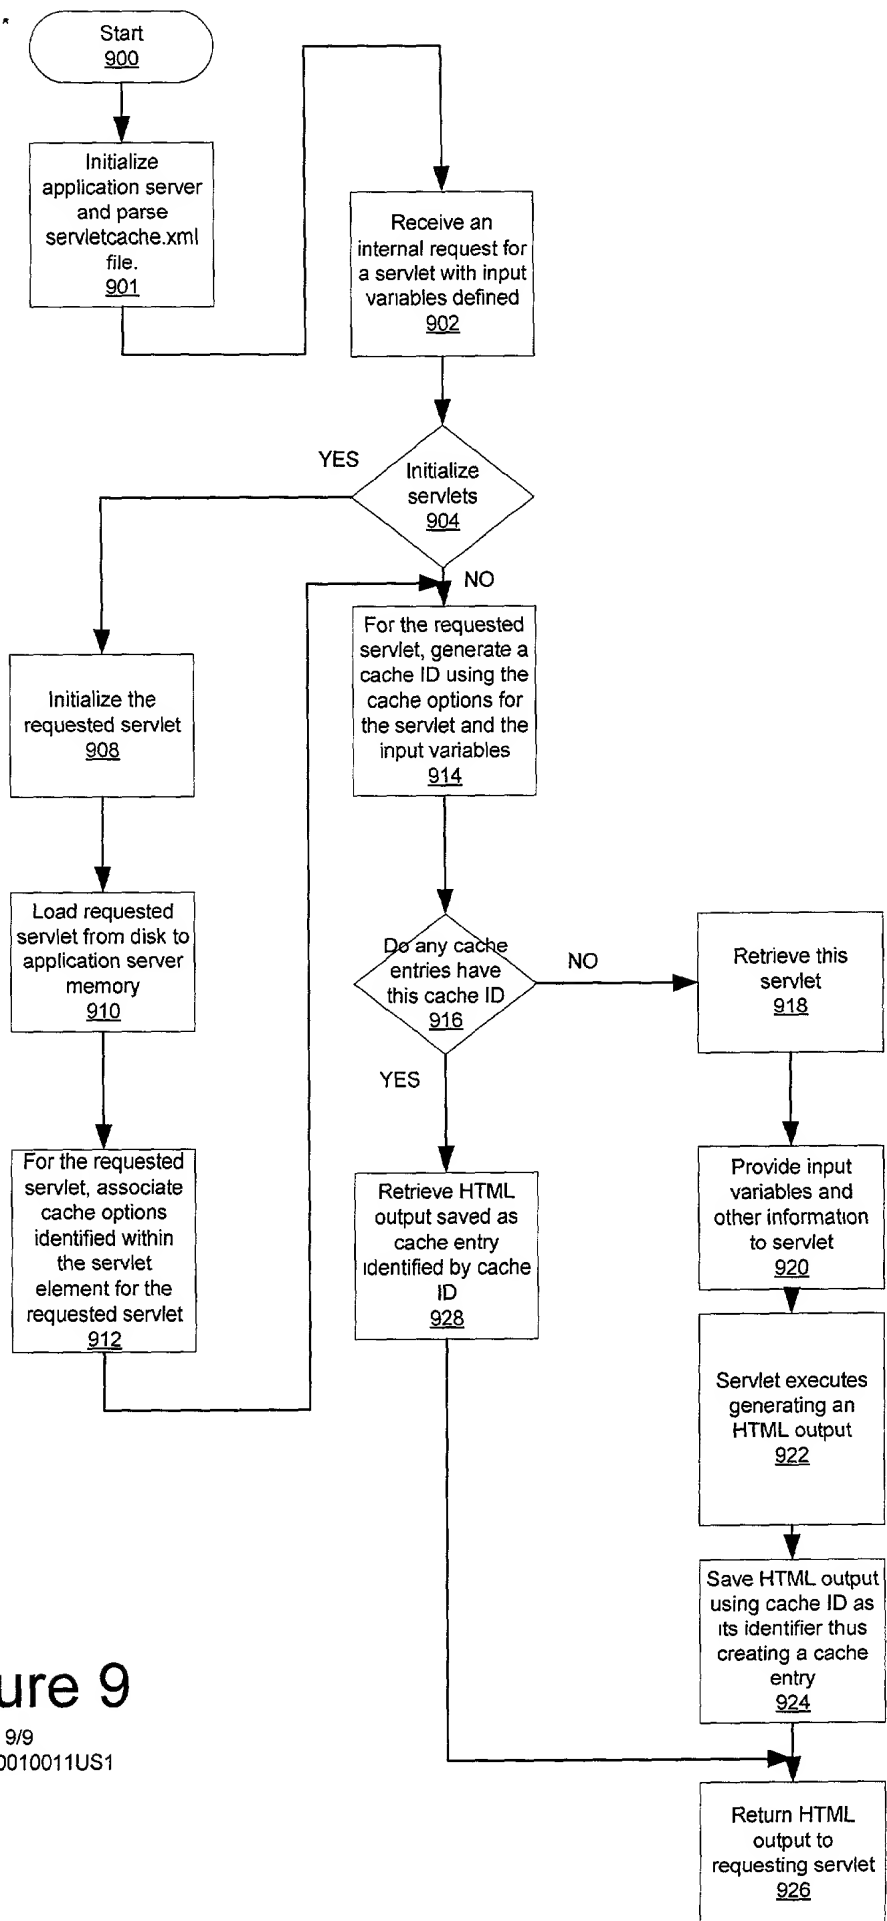 Start
900
Initialize
application server
and parse
servletcache.xml
file.
901
Receive an
internal request for
a servlet with input
variables defined
902
YES
Initialize
servlets
904
NO
Initialize the
requested servlet
908
For the requested
servlet, generate a
cache ID using the
cache options for
the servlet and the
input variables
914
Load requested
servlet from disk to
application server
memory
910
Do any cache
entries have
this cache ID
916
NO
YES
Retrieve this
servlet
918
For the requested
servlet, associate
cache options
identified within
the servlet
element for the
requested servlet
912
Retrieve HTML
output saved as
cache entry
identified by cache
ID
928
Provide input
variables and
other information
to servlet
920
Servlet executes
generating an
HTML output
922
Save HTML output
using cache ID as
its identifier thus
creating a cache
entry
924
ure 9
9/9
0010011US1
Return HTML
output to
requesting servlet
926